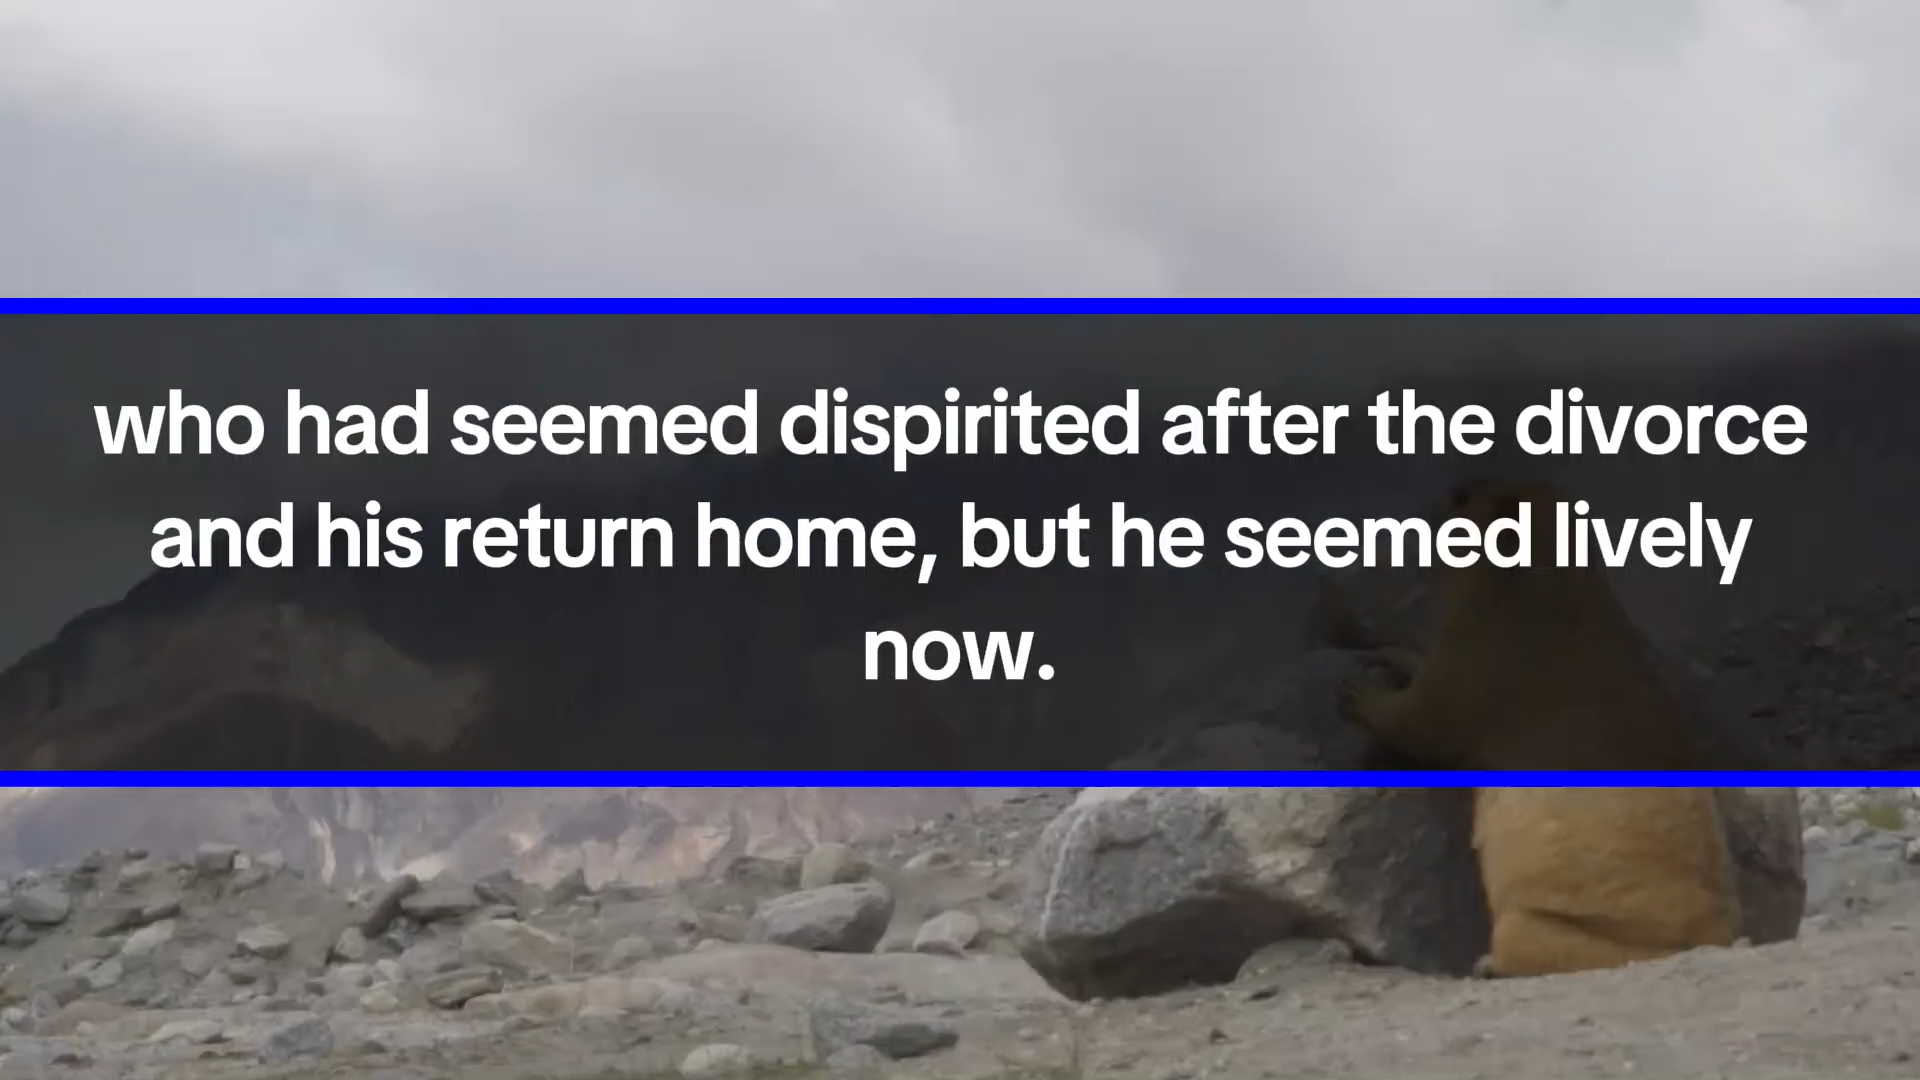 who had seemed dispirited after the divorce
and his return home, but he seemed lively
now.